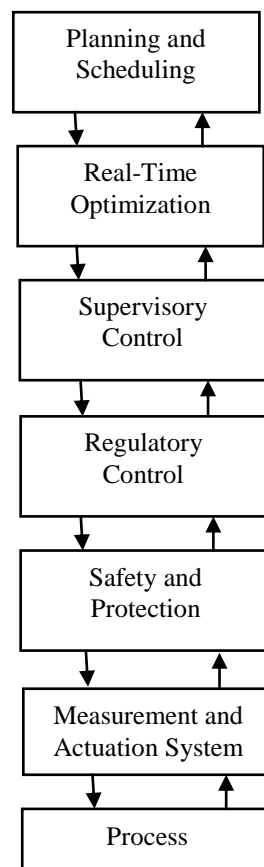 Planning and
Scheduling
Real-Time
Optimization
Supervisory
Control
Regulatory
Control
Safety and
Protection
Measurement and
Actuation System
Process